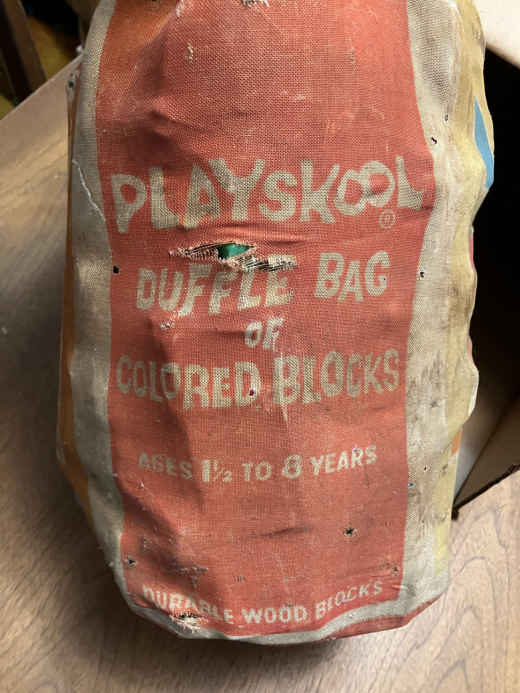 PLAYSKOOL®
DUFFLE BAG
OF
COLORED BLOCKS
AGES 1½ TO 8 YEARS
DURABLE WOOD BLOCKS